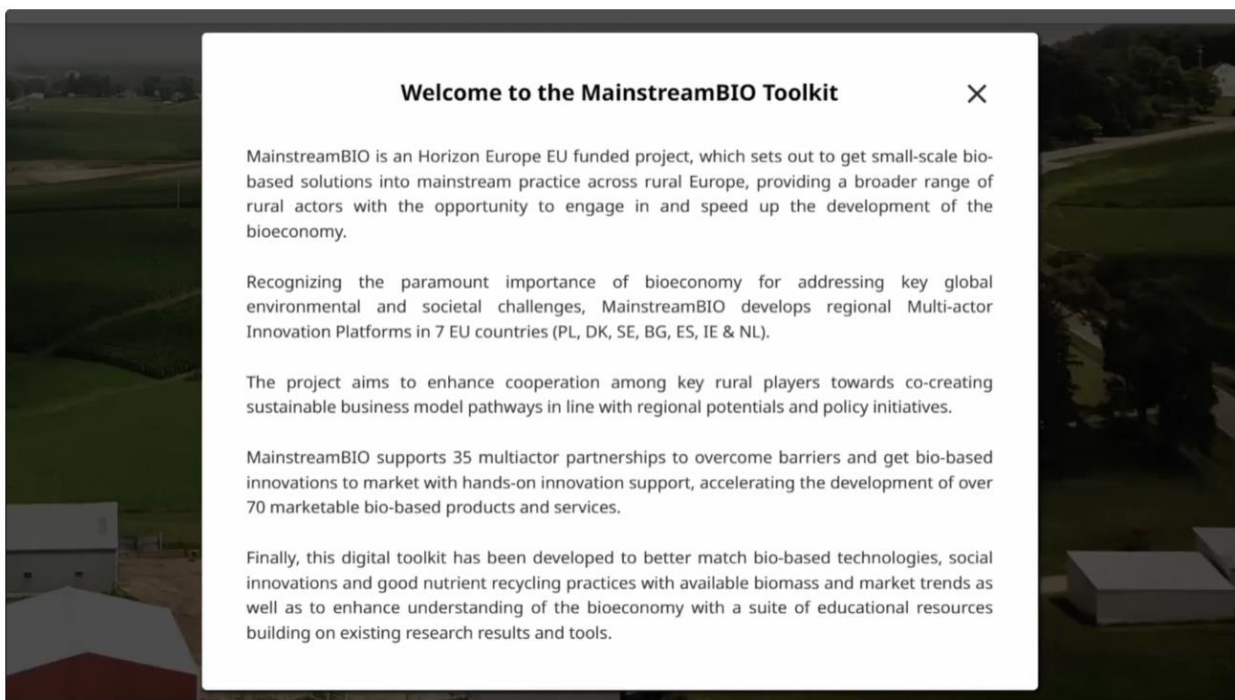 Welcome to the MainstreamBIO Toolkit
MainstreamBIO is an Horizon Europe EU funded project, which sets out to get small-scale bio-
based solutions into mainstream practice across rural Europe, providing a broader range of
rural actors with the opportunity to engage in and speed up the development of the
bioeconomy.
Recognizing the paramount importance of bioeconomy for addressing key global
environmental and societal challenges, MainstreamBIO develops regional Multi-actor
Innovation Platforms in 7 EU countries (PL, DK, SE, BG, ES, IE & NL).
The project aims to enhance cooperation among key rural players towards co-creating
sustainable business model pathways in line with regional potentials and policy initiatives.
MainstreamBIO supports 35 multiactor partnerships to overcome barriers and get bio-based
innovations to market with hands-on innovation support, accelerating the development of over
70 marketable bio-based products and services.
Finally, this digital toolkit has been developed to better match bio-based technologies, social
innovations and good nutrient recycling practices with available biomass and market trends as
well as to enhance understanding of the bioeconomy with a suite of educational resources
building on existing research results and tools.